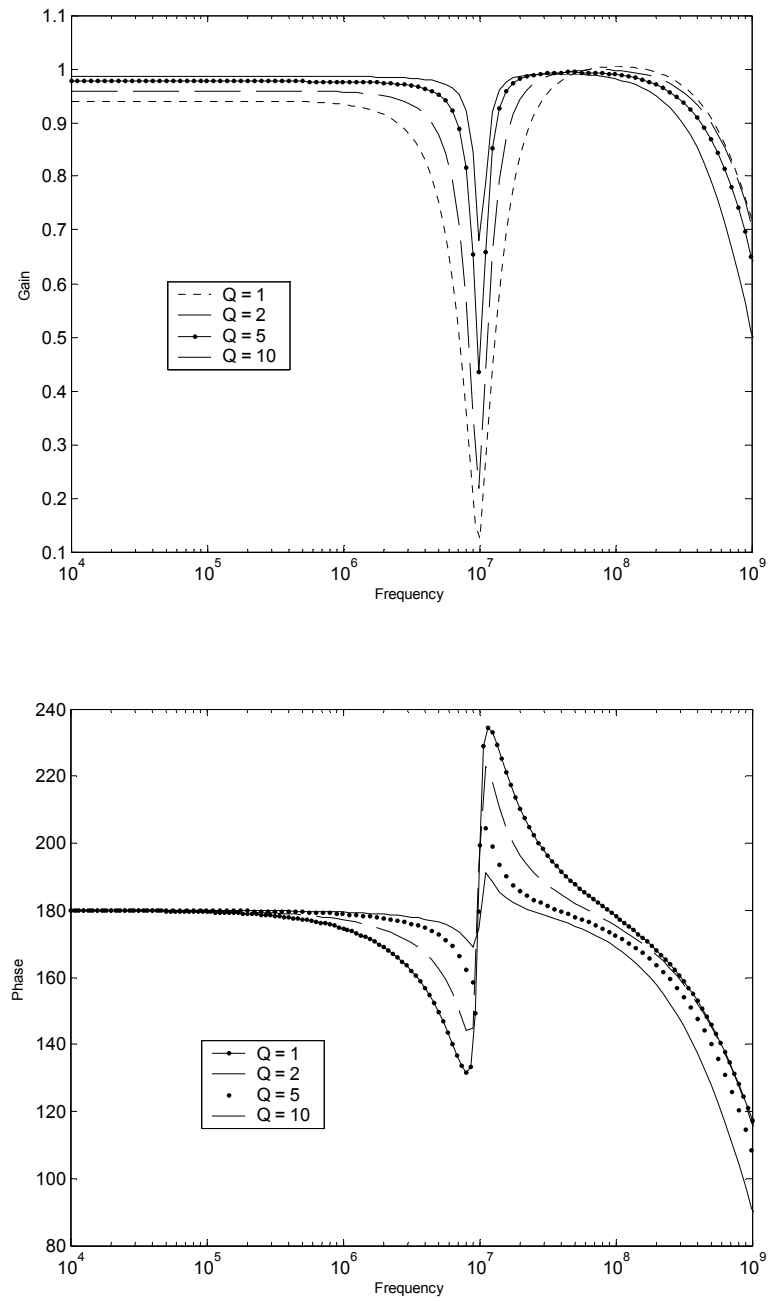 1.1
1
0.9
0.8
0.7
0.6
0.5
0.4
0.3
0.2
0.1
Gain
Q = 1
Q = 2
Q = 5
Q = 10
10^4
10^5
10^6
10^7
10^8
10^9
Frequency
240
220
200
180
160
140
120
100
80
Phase
Q = 1
Q = 2
Q = 5
Q = 10
10^4
10^5
10^6
10^7
10^8
10^9
Frequency